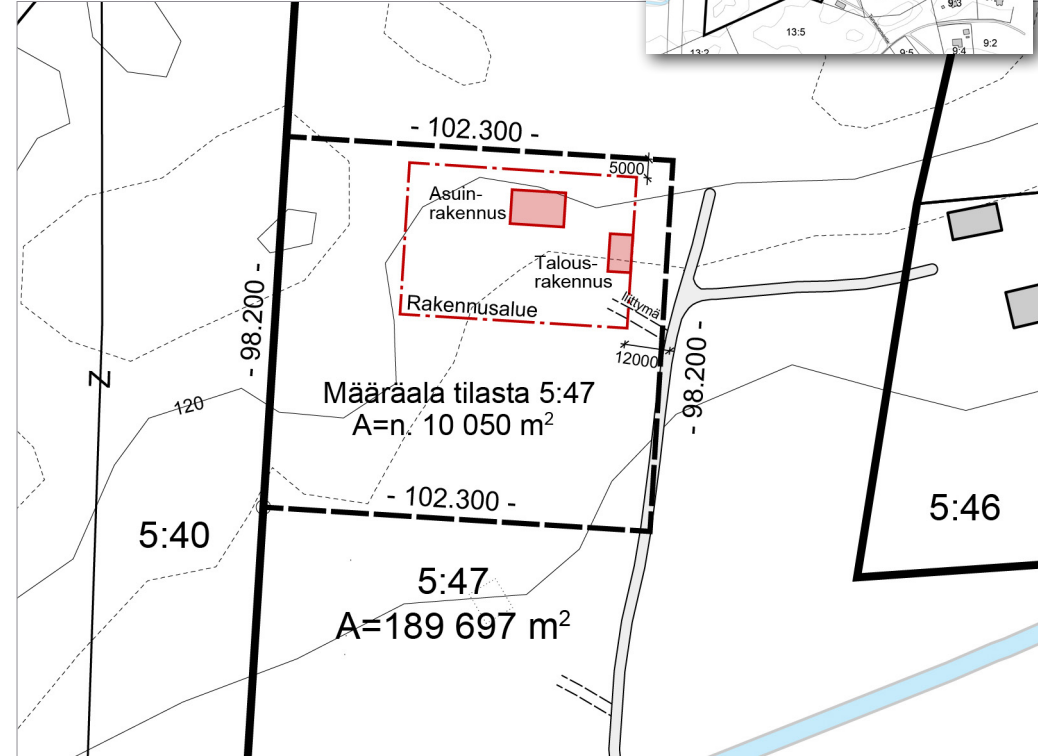 9:3
13:5
9:2
13:2
9:5
9:4
- 102.300 -
5000
Asuin-
rakennus
Talous-
rakennus
liittymä
Rakennusalue
- 98.200 -
12000
- 98.200 -
Z
Määräala tilasta 5:47
A=n. 10 050 m²
120
- 102.300 -
5:40
5:46
5:47
A=189 697 m²